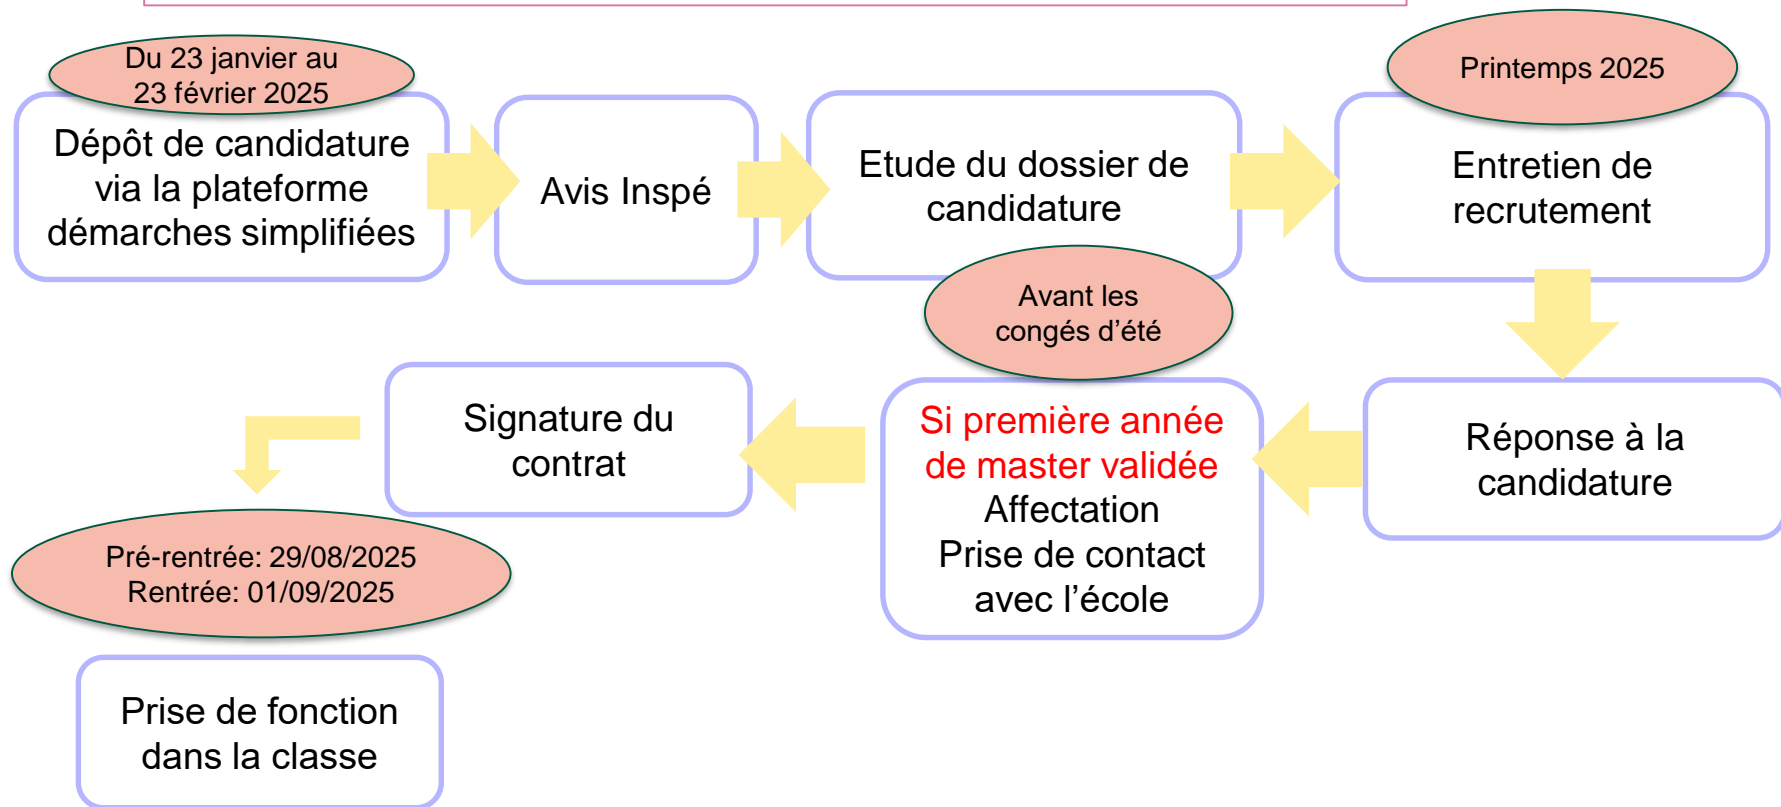 Du 23 janvier au
23 février 2025
Dépôt de candidature
via la plateforme
démarches simplifiées
Avis Inspé
Etude du dossier de
candidature
Printemps 2025
Entretien de
recrutement
Réponse à la
candidature
Avant les
congés d’été
Si première année
de master validée
Affectation
Prise de contact
avec l’école
Signature du
contrat
Pré-rentrée: 29/08/2025
Rentrée: 01/09/2025
Prise de fonction
dans la classe